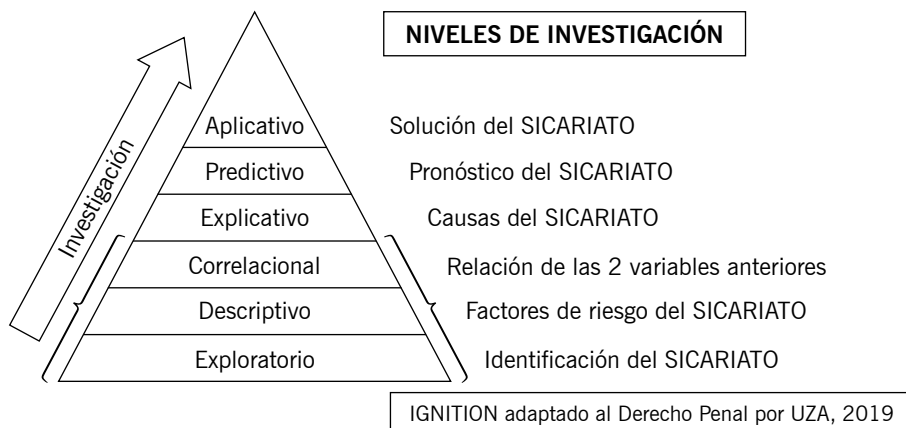 NIVELES DE INVESTIGACIÓN
Investigación
Aplicativo Solución del SICARIATO
Predictivo Pronóstico del SICARIATO
Explicativo Causas del SICARIATO
Correlacional Relación de las 2 variables anteriores
Descriptivo Factores de riesgo del SICARIATO
Exploratorio Identificación del SICARIATO
IGNITION adaptado al Derecho Penal por UZA, 2019